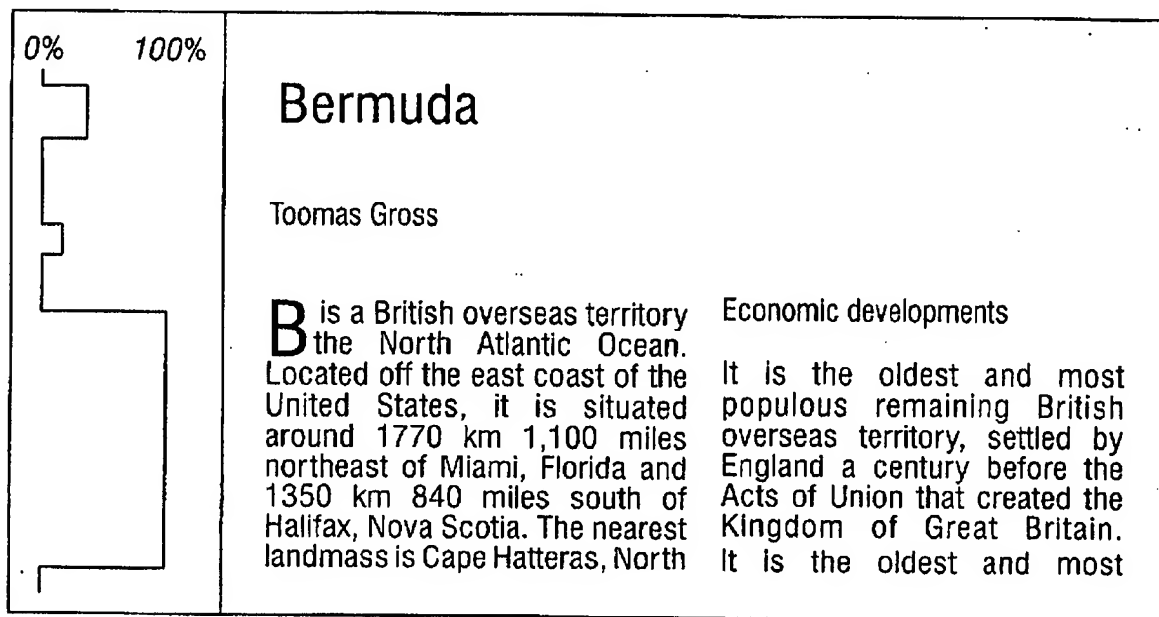 0% 100%
Bermuda
Toomas Gross
B is a British overseas territory
the North Atlantic Ocean.
Located off the east coast of the
United States, it is situated
around 1770 km 1,100 miles
northeast of Miami, Florida and
1350 km 840 miles south of
Halifax, Nova Scotia. The nearest
landmass is Cape Hatteras, North
Economic developments
It is the oldest and most
populous remaining British
overseas territory, settled by
England a century before the
Acts of Union that created the
Kingdom of Great Britain.
It is the oldest and most